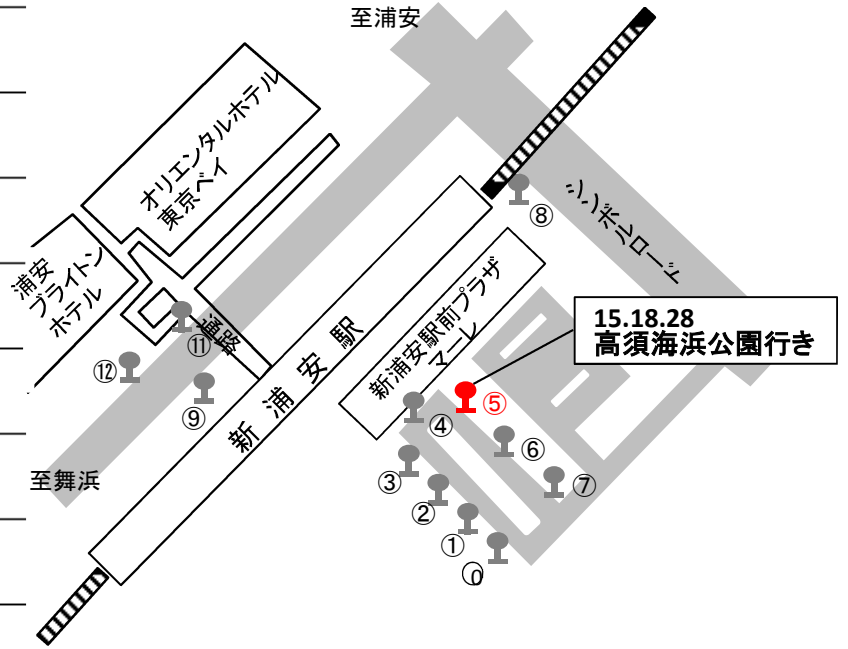 至浦安
オリエンタルホテル
東京ベイ
シンボルロード
⑧
浦安
ブライトン
ホテル
新浦安駅前プラザ
マーレ
15.18.28
高須海浜公園行き
⑪
通路
⑫
⑨
新浦安駅
④
⑤
⑥
⑦
③
②
①
0
至舞浜